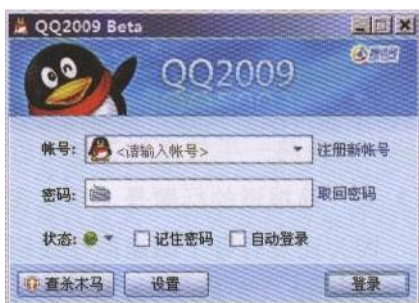 QQ2009 Beta
QQ2009
帐号: <请输入帐号> 注册新帐号
密码: 取回密码
状态: 记住密码 自动登录
查杀木马 设置 登录